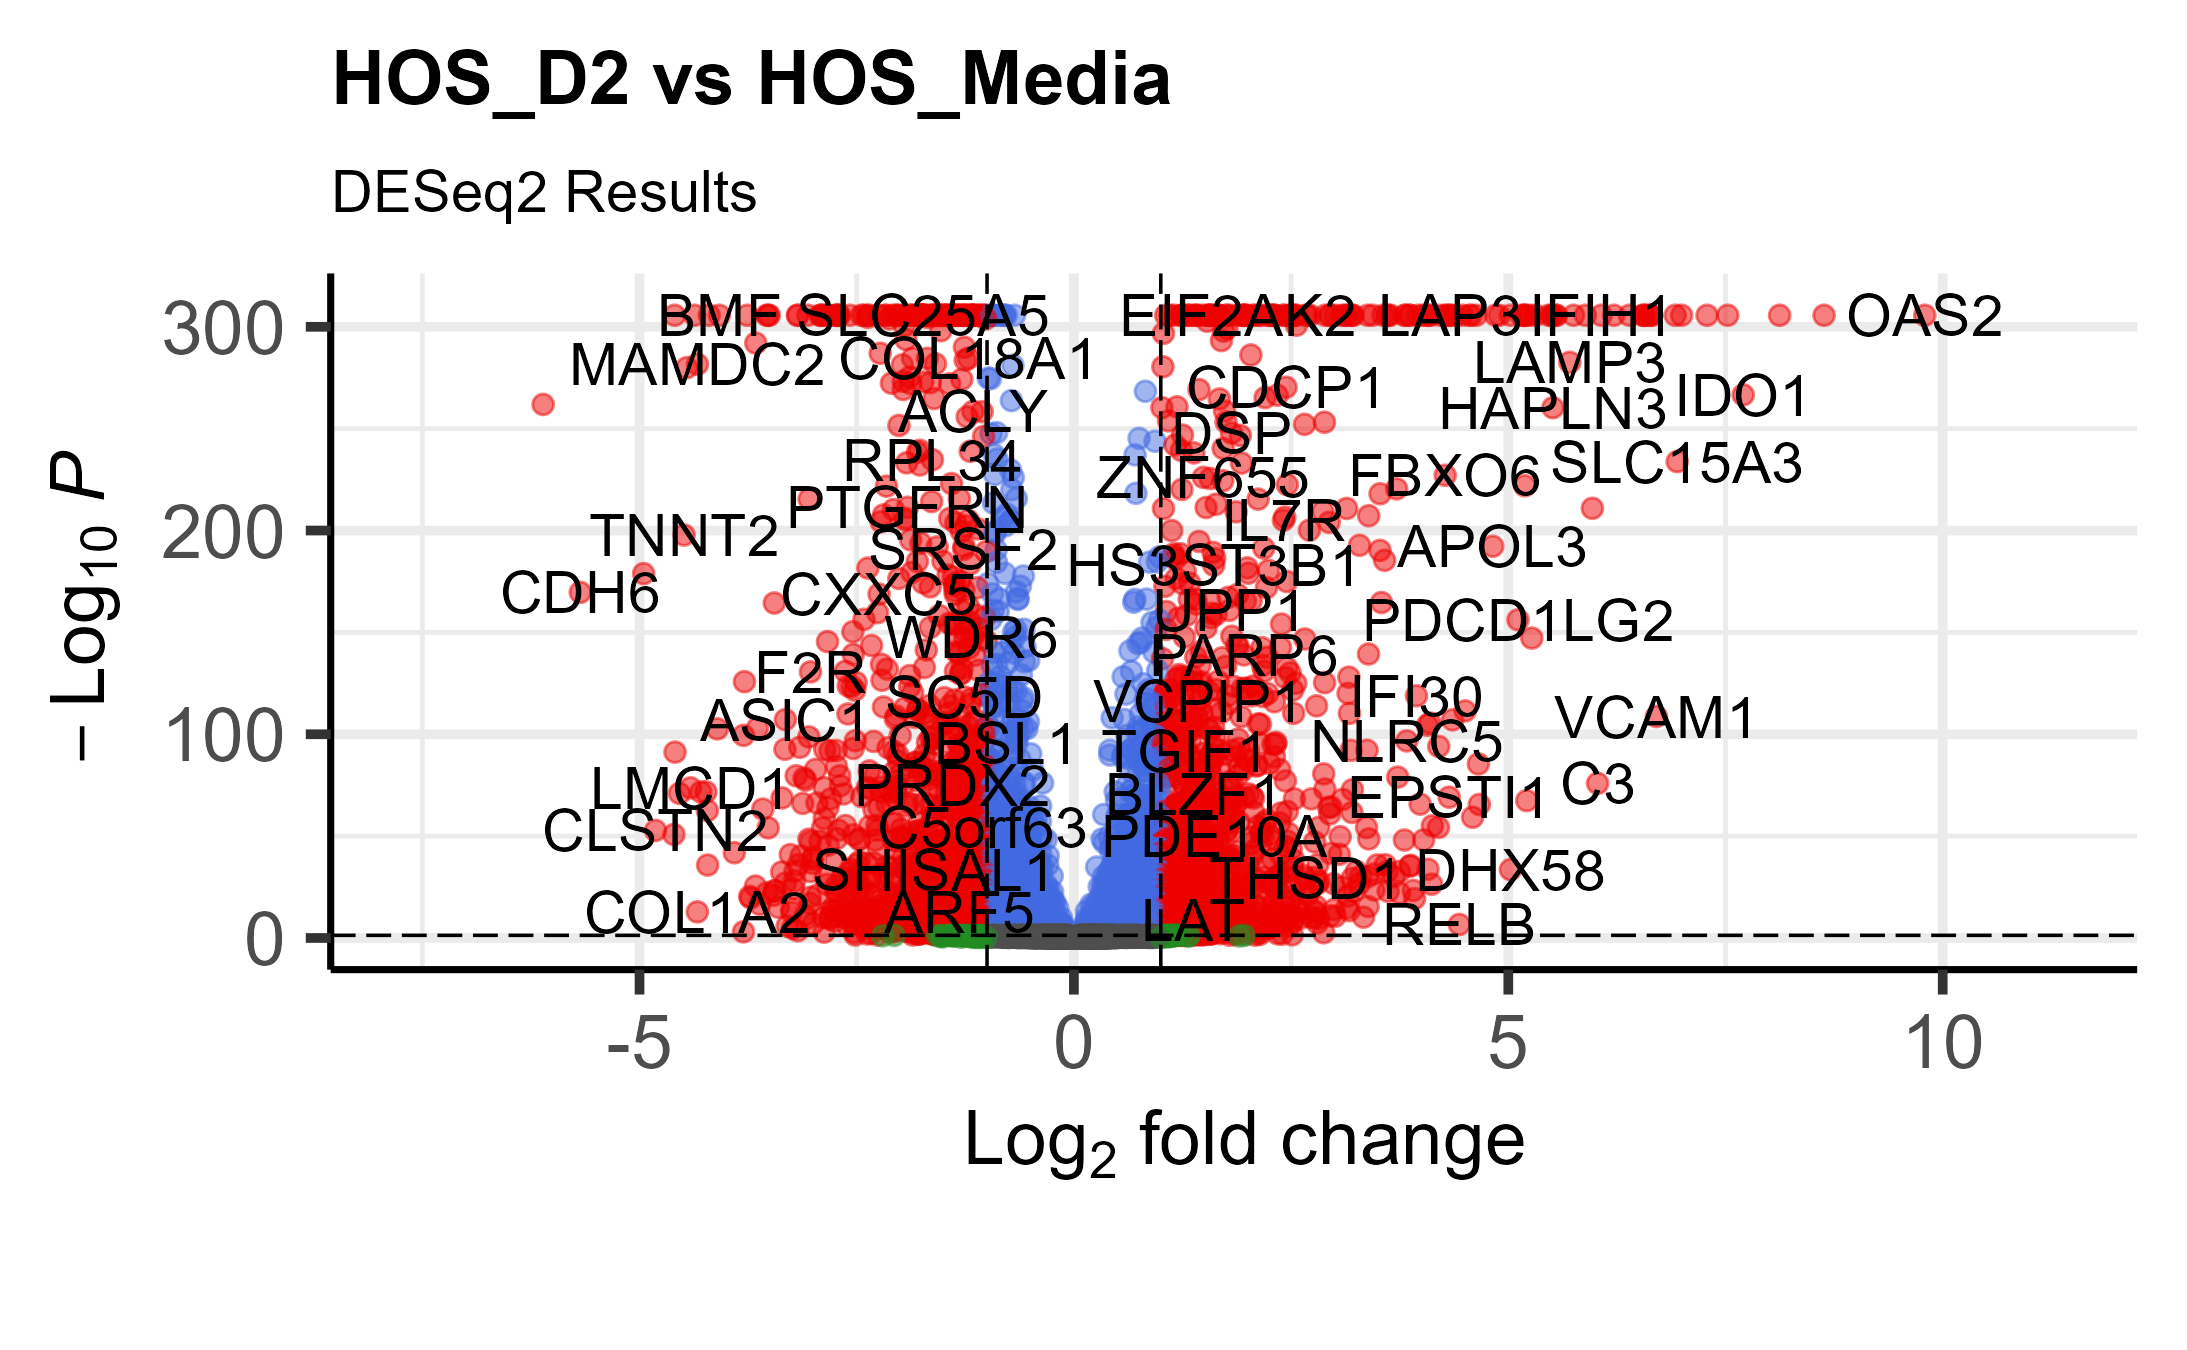 HOS_D2 vs HOS_Media
DESeq2 Results
− Log10 P
300
200
100
0
BMF SLC25A5 EIF2AK2 LAP3 IFIH1 OAS2
MAMDC2 COL18A1 LAMP3
CDCP1 IDO1
ACLY HAPLN3
DSP
RPL34 ZNF655 FBXO6 SLC15A3
PTGFRN IL7R
TNNT2 SRSF2 APOL3
CDH6 CXXC5 HS3ST3B1
WDR6 UPP1 PDCD1LG2
F2R PARP6
SC5D VCPIP1 IFI30
ASIC1 VCAM1
OBSL1 TGIF1 NLRC5
LMCD1 PRDX2 BLZF1 EPSTI1 C3
CLSTN2 C5orf63 PDE10A
SHISAL1 THSD1 DHX58
COL1A2 ARF5 LAT RELB
-5 0 5 10
Log2 fold change